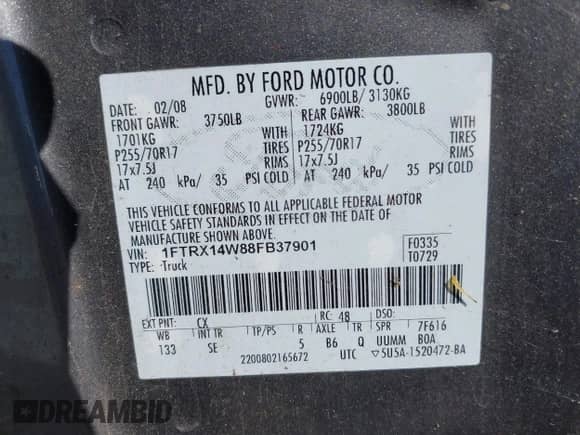 MFD. BY FORD MOTOR CO.
DATE: 02/08 GVWR: 6900LB/ 3130KG
FRONT GAWR: 3750LB REAR GAWR: 3800LB
1701KG WITH 1724KG WITH
P255/70R17 TIRES P255/70R17 TIRES
17x7.5J RIMS 17x7.5J RIMS
AT 240 kPa/ 35 PSI COLD AT 240 kPa/ 35 PSI COLD
THIS VEHICLE CONFORMS TO ALL APPLICABLE FEDERAL MOTOR
VEHICLE SAFETY STANDARDS IN EFFECT ON THE DATE OF
MANUFACTURE SHOWN ABOVE.
VIN: 1FTRX14W88FB37901 F0335
TYPE: Truck T0729
EXT PNT: CX RC: 48 DSO:
WB INT TR TP/PS R AXLE TR SPR 7F616
133 SE 5 B6 Q UUMM BOA
2200802165672 UTC ▽5U5A-1520472-BA
DREAMBID